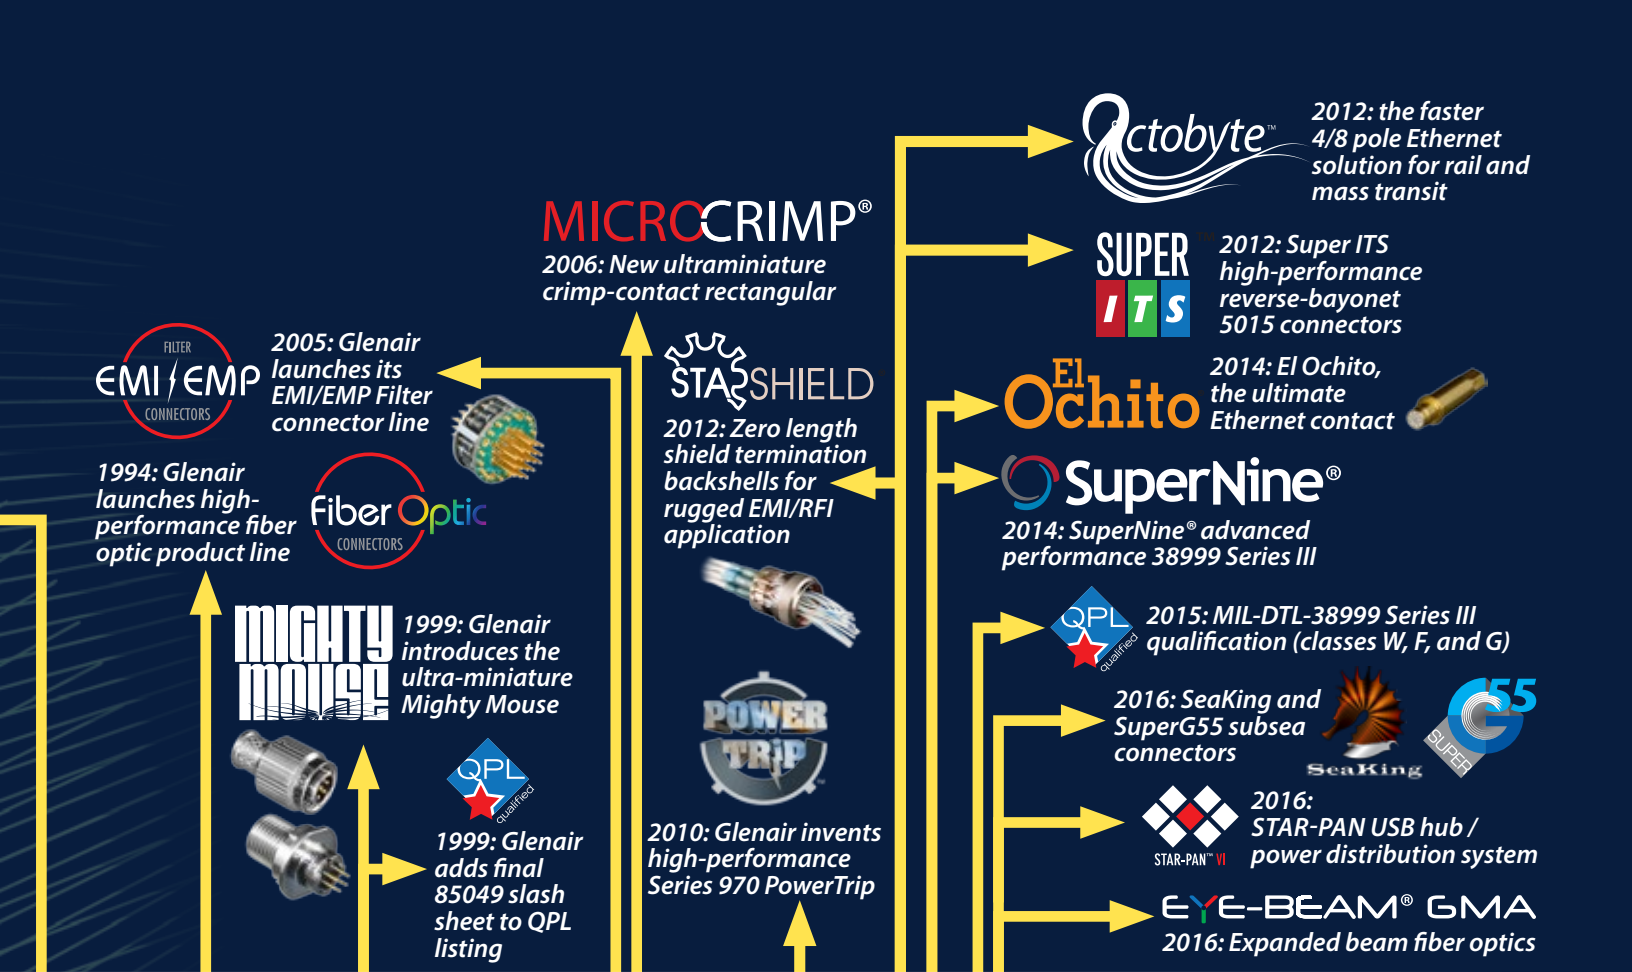 Octobyte™
2012: the faster
4/8 pole Ethernet
solution for rail and
mass transit
MICROCRIMP®
2006: New ultraminiature
crimp-contact rectangular
SUPER™
ITS
2012: Super ITS
high-performance
reverse-bayonet
5015 connectors
FILTER
EMI EMP
CONNECTORS
2005: Glenair
launches its
EMI/EMP Filter
connector line
STARSHIELD
2012: Zero length
shield termination
backshells for
rugged EMI/RFI
application
El
Ochito
2014: El Ochito,
the ultimate
Ethernet contact
SuperNine®
2014: SuperNine® advanced
performance 38999 Series III
1994: Glenair
launches high-
performance fiber
optic product line
Fiber Optic
CONNECTORS
MIGHTY
MOUSE
1999: Glenair
introduces the
ultra-miniature
Mighty Mouse
QPL
qualified
2015: MIL-DTL-38999 Series III
qualification (classes W, F, and G)
2016: SeaKing and
SuperG55 subsea
connectors
SeaKing
G55
SUPER
POWER
TRIP™
2010: Glenair invents
high-performance
Series 970 PowerTrip
QPL
qualified
1999: Glenair
adds final
85049 slash
sheet to QPL
listing
STAR-PAN™ VI
2016:
STAR-PAN USB hub /
power distribution system
EYE-BEAM® GMA
2016: Expanded beam fiber optics